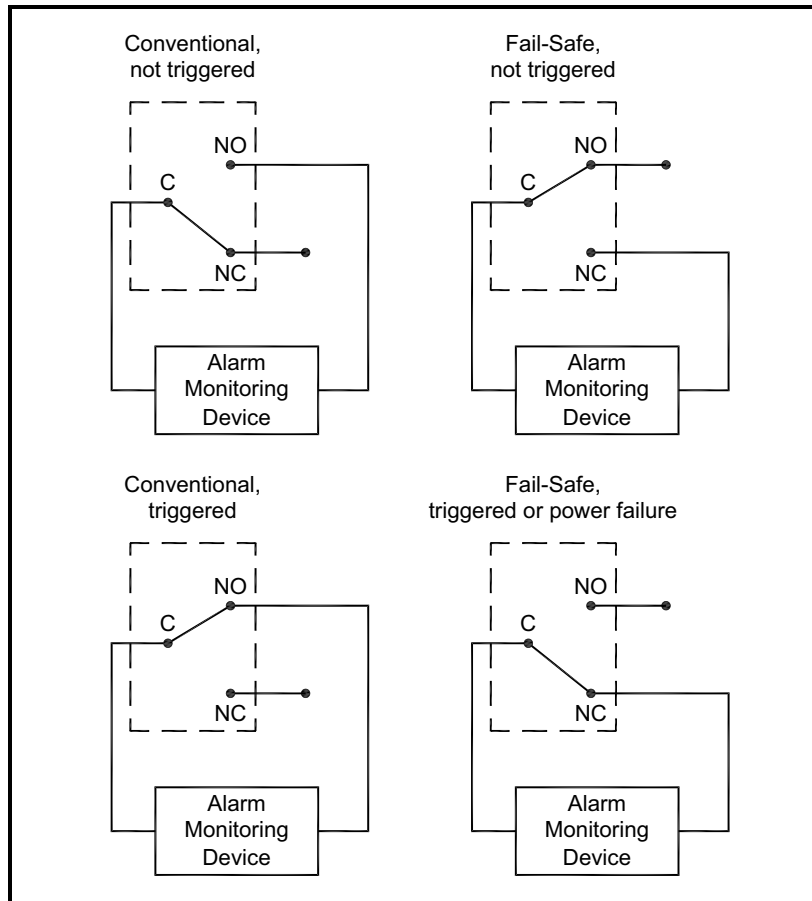 Conventional,
not triggered
NO
C
NC
Alarm
Monitoring
Device
Fail-Safe,
not triggered
NO
C
NC
Alarm
Monitoring
Device
Conventional,
triggered
NO
C
NC
Alarm
Monitoring
Device
Fail-Safe,
triggered or power failure
NO
C
NC
Alarm
Monitoring
Device